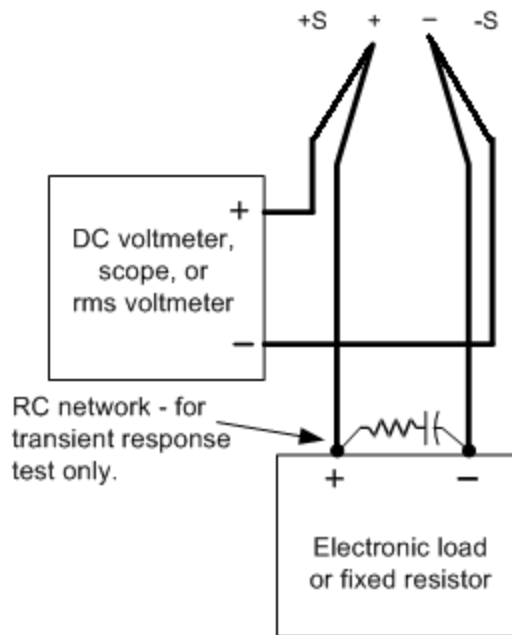 +S + − -S
+
DC voltmeter,
scope, or
rms voltmeter
−
RC network - for
transient response
test only.
+ −
Electronic load
or fixed resistor